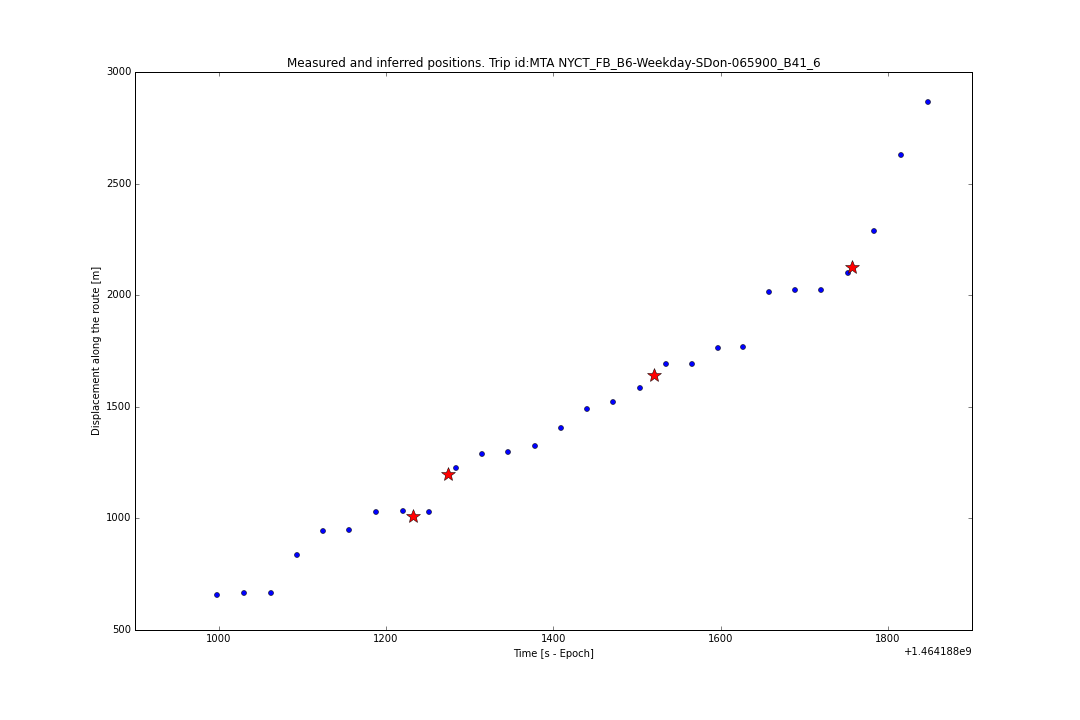 Measured and inferred positions. Trip id:MTA NYCT_FB_B6-Weekday-SDon-065900_B41_6
3000
2500
2000
1500
1000
500
Displacement along the route [m]
1000 1200 1400 1600 1800
Time [s - Epoch]
+1.464188e9